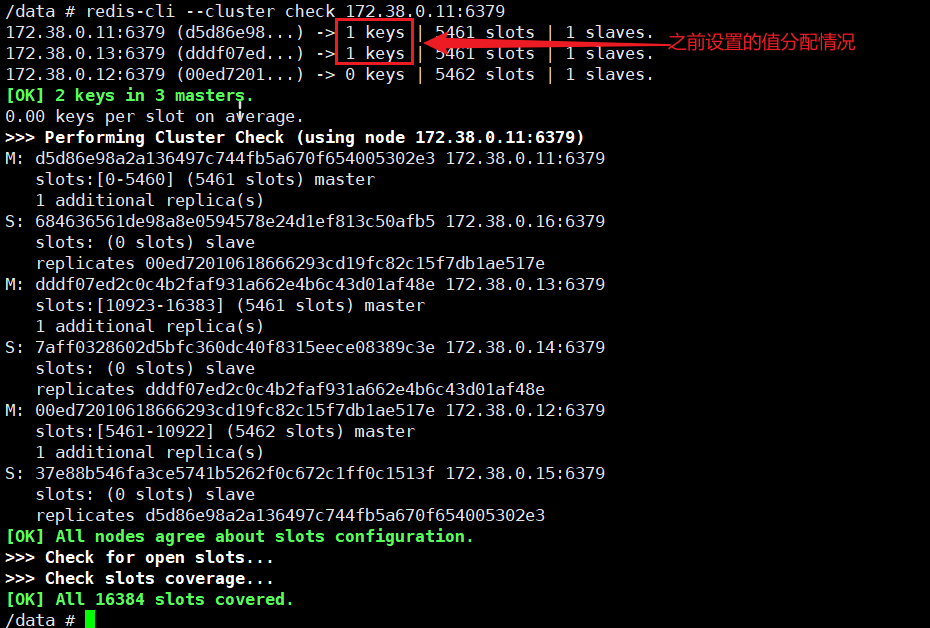 /data # redis-cli --cluster check 172.38.0.11:6379
172.38.0.11:6379 (d5d86e98...) -> 1 keys | 5461 slots | 1 slaves.
172.38.0.13:6379 (dddf07ed...) -> 1 keys | 5461 slots | 1 slaves.
之前设置的值分配情况
172.38.0.12:6379 (00ed7201...) -> 0 keys | 5462 slots | 1 slaves.
[OK] 2 keys in 3 masters.
0.00 keys per slot on average.
>>> Performing Cluster Check (using node 172.38.0.11:6379)
M: d5d86e98a2a136497c744fb5a670f654005302e3 172.38.0.11:6379
   slots:[0-5460] (5461 slots) master
   1 additional replica(s)
S: 684636561de98a8e0594578e24d1ef813c50afb5 172.38.0.16:6379
   slots: (0 slots) slave
   replicates 00ed72010618666293cd19fc82c15f7db1ae517e
M: dddf07ed2c0c4b2faf931a662e4b6c43d01af48e 172.38.0.13:6379
   slots:[10923-16383] (5461 slots) master
   1 additional replica(s)
S: 7aff0328602d5bfc360dc40f8315eece08389c3e 172.38.0.14:6379
   slots: (0 slots) slave
   replicates dddf07ed2c0c4b2faf931a662e4b6c43d01af48e
M: 00ed72010618666293cd19fc82c15f7db1ae517e 172.38.0.12:6379
   slots:[5461-10922] (5462 slots) master
   1 additional replica(s)
S: 37e88b546fa3ce5741b5262f0c672c1ff0c1513f 172.38.0.15:6379
   slots: (0 slots) slave
   replicates d5d86e98a2a136497c744fb5a670f654005302e3
[OK] All nodes agree about slots configuration.
>>> Check for open slots...
>>> Check slots coverage...
[OK] All 16384 slots covered.
/data #